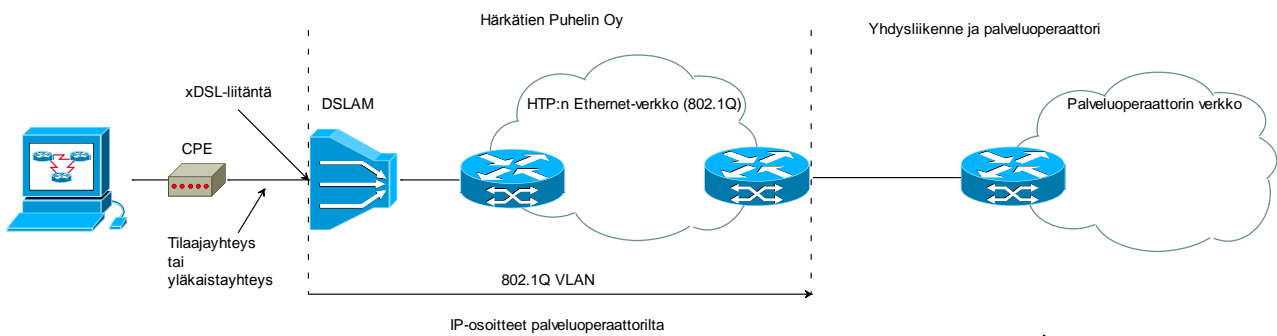 Härkätien Puhelin Oy
Yhdysliikenne ja palveluoperaattori
xDSL-liitäntä
DSLAM
HTP:n Ethernet-verkko (802.1Q)
Palveluoperaattorin verkko
CPE
Tilaajayhteys
tai
yläkaistayhteys
802.1Q VLAN
IP-osoitteet palveluoperaattorilta